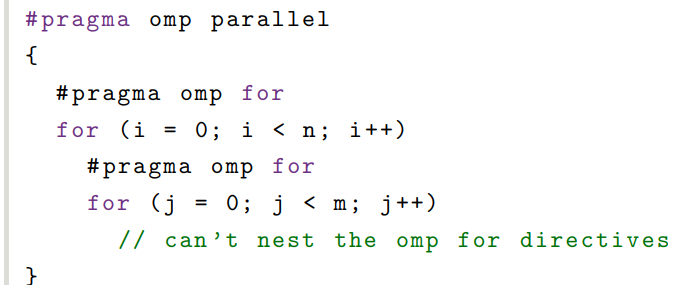 #pragma omp parallel
{
  #pragma omp for
  for (i = 0; i < n; i++)
    #pragma omp for
    for (j = 0; j < m; j++)
      // can't nest the omp for directives
}